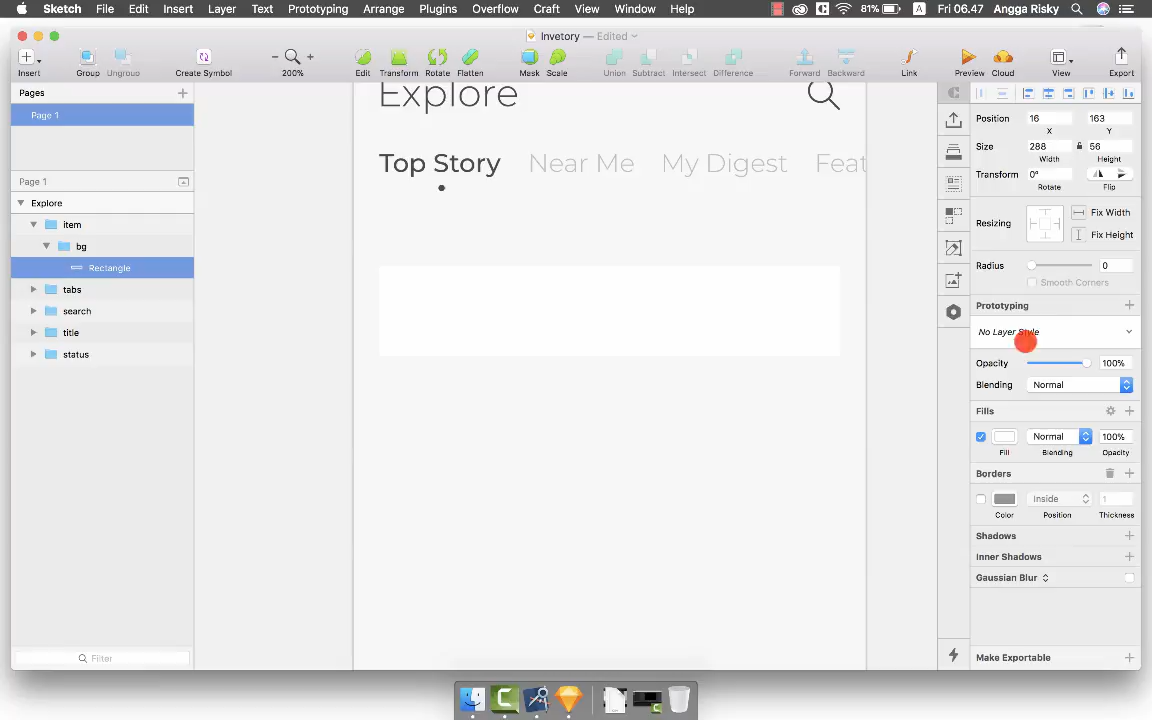 Sketch File Edit Insert Layer Text Prototyping Arrange Plugins Overflow Craft View Window Help 81% A Fri 06.47 Angga Risky
Invetory — Edited
Insert Group Ungroup Create Symbol 200% Edit Transform Rotate Flatten Mask Scale Union Subtract Intersect Difference Forward Backward Link Preview Cloud View Export
Pages
Page 1
Page 1
Explore
item
bg
Rectangle
tabs
search
title
status
Filter
Explore
Top Story Near Me My Digest Feat
Position 16 163
X Y
Size 288 56
Width Height
Transform 0°
Rotate Flip
Resizing Fix Width
Fix Height
Radius 0
Smooth Corners
Prototyping
No Layer Style
Opacity 100%
Blending Normal
Fills
Normal 100%
Fill Blending Opacity
Borders
Inside 1
Color Position Thickness
Shadows
Inner Shadows
Gaussian Blur
Make Exportable